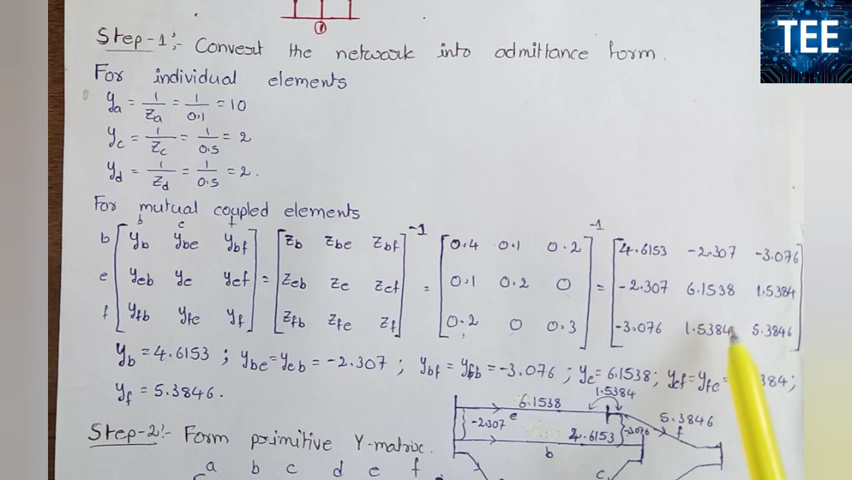 TEE
①
Step-1:- Convert the network into admittance form.
For individual elements
ya = 1/Za = 1/0.1 = 10
yc = 1/Zc = 1/0.5 = 2
yd = 1/Zd = 1/0.5 = 2.
For mutual coupled elements
b e f
b [yb ybe ybf] = [Zb Zbe Zbf]-1 = [0.4 0.1 0.2]-1 = [4.6153 -2.307 -3.076]
e [yeb ye yef] [Zeb Ze Zef] [0.1 0.2 0] [-2.307 6.1538 1.5384]
f [yfb yfe yf] [Zfb Zfe Zf] [0.2 0 0.3] [-3.076 1.5384 5.3846]
yb = 4.6153 ; ybe = yeb = -2.307 ; ybf = yfb = -3.076 ; ye = 6.1538 ; yef = yfe = 384 ;
yf = 5.3846.
6.1538 1.5384
-2.307 e 5.3846
4.6153 -3.076 f
b
c
Step-2:- Form primitive Y-matrix.
a b c d e f